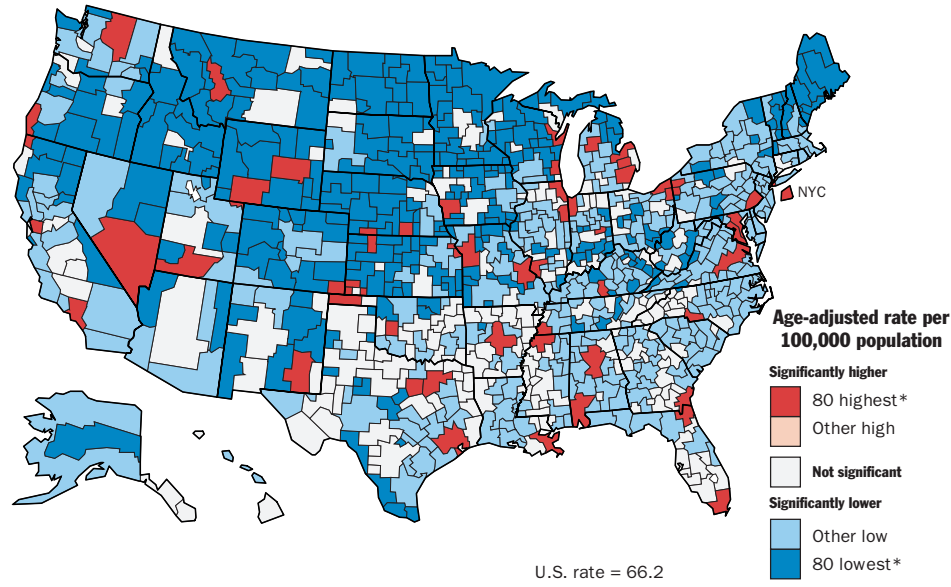 NYC
Age-adjusted rate per
100,000 population
Significantly higher
80 highest*
Other high
Not significant
Significantly lower
Other low
80 lowest*
U.S. rate = 66.2